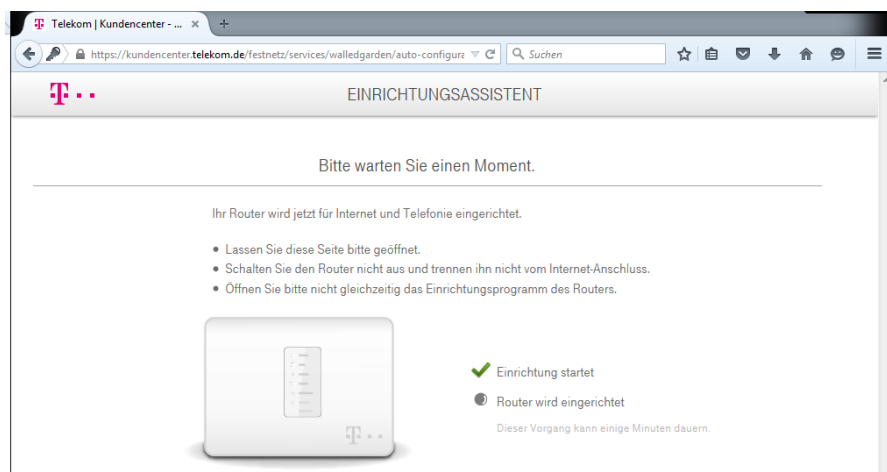 Telekom | Kundencenter - ...
https://kundencenter.telekom.de/festnetz/services/walledgarden/auto-configura
Suchen
T
EINRICHTUNGSASSISTENT
Bitte warten Sie einen Moment.
Ihr Router wird jetzt für Internet und Telefonie eingerichtet.
• Lassen Sie diese Seite bitte geöffnet.
• Schalten Sie den Router nicht aus und trennen ihn nicht vom Internet-Anschluss.
• Öffnen Sie bitte nicht gleichzeitig das Einrichtungsprogramm des Routers.
Einrichtung startet
Router wird eingerichtet
Dieser Vorgang kann einige Minuten dauern.
T